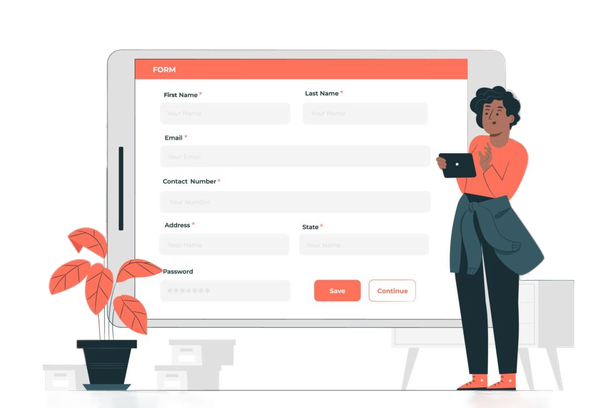 FORM
First Name *
Last Name *
Your Name
Your Name
Email *
Your Email
Contact Number *
Your Number
Address *
State *
Your Name
Your Name
Password
*******
Save
Continue